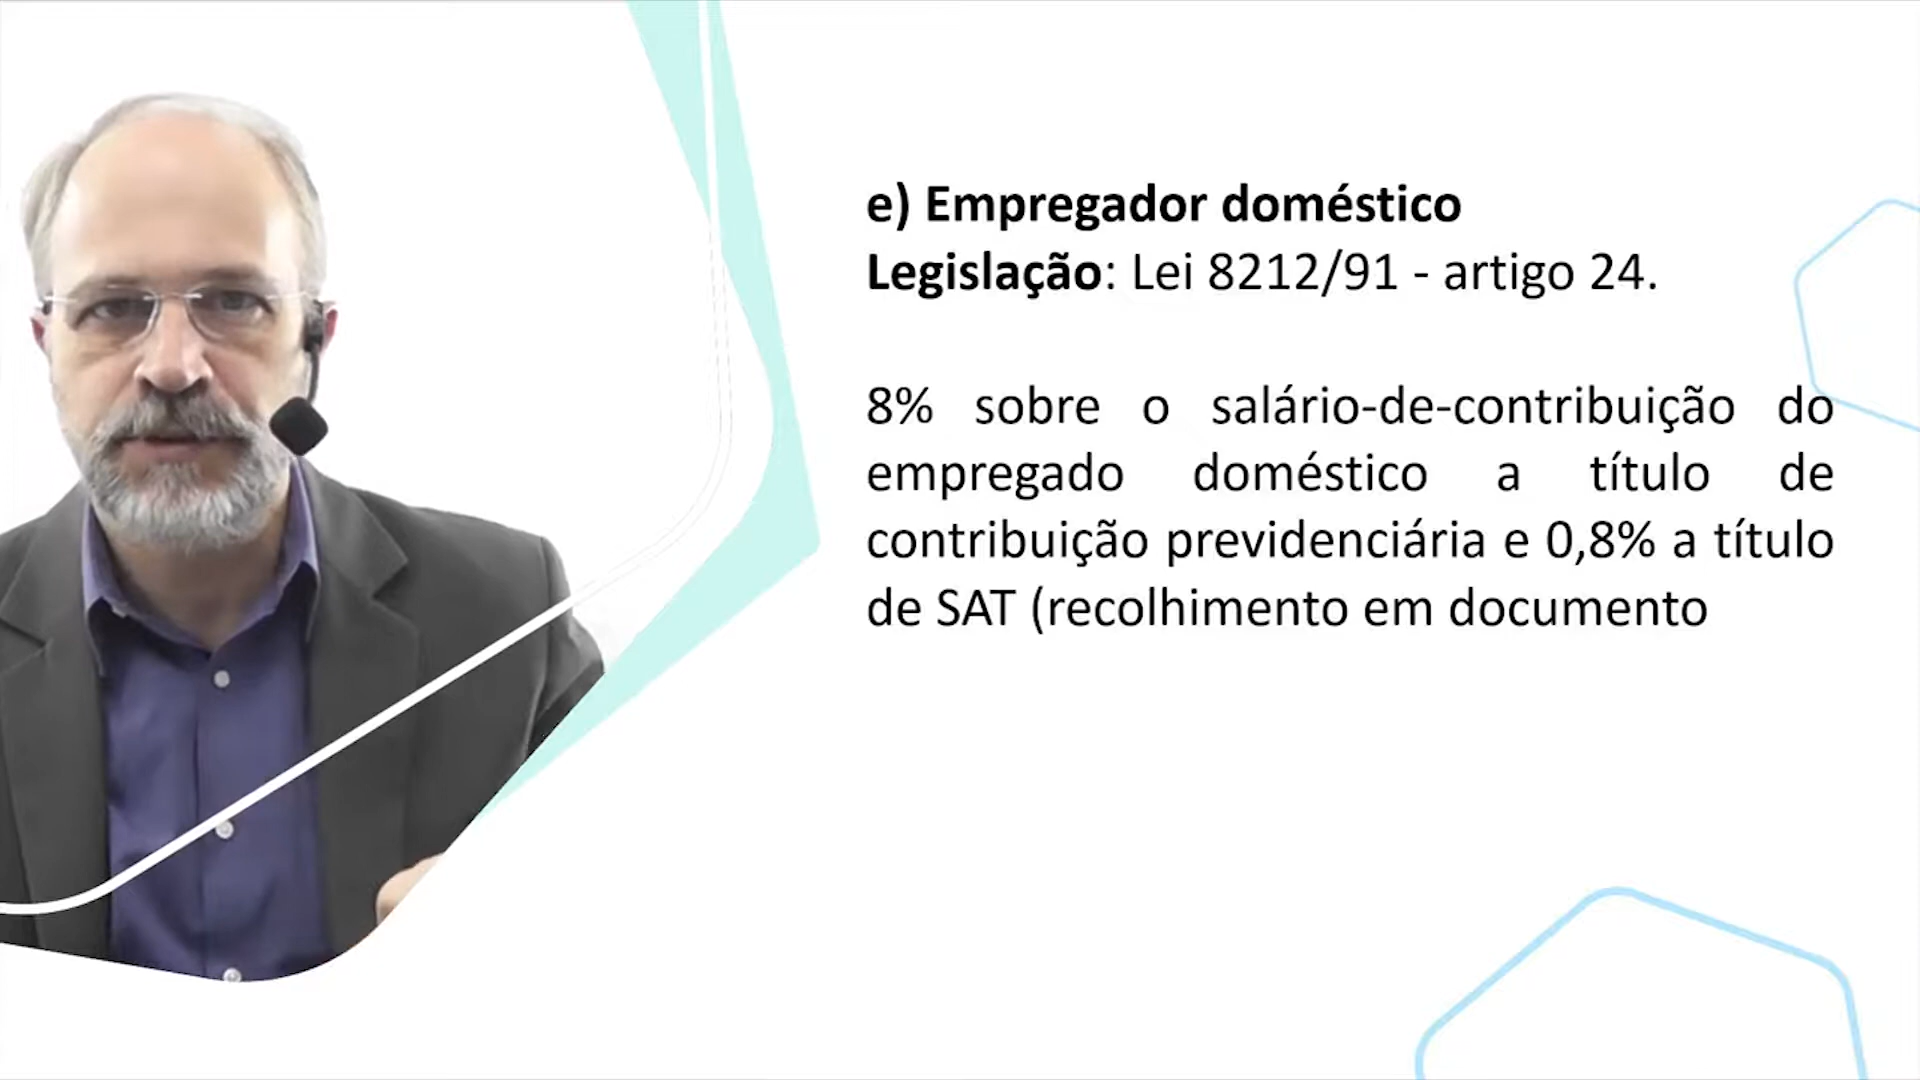 e) Empregador doméstico
Legislação: Lei 8212/91 - artigo 24.
8% sobre o salário-de-contribuição do
empregado doméstico a título de
contribuição previdenciária e 0,8% a título
de SAT (recolhimento em documento